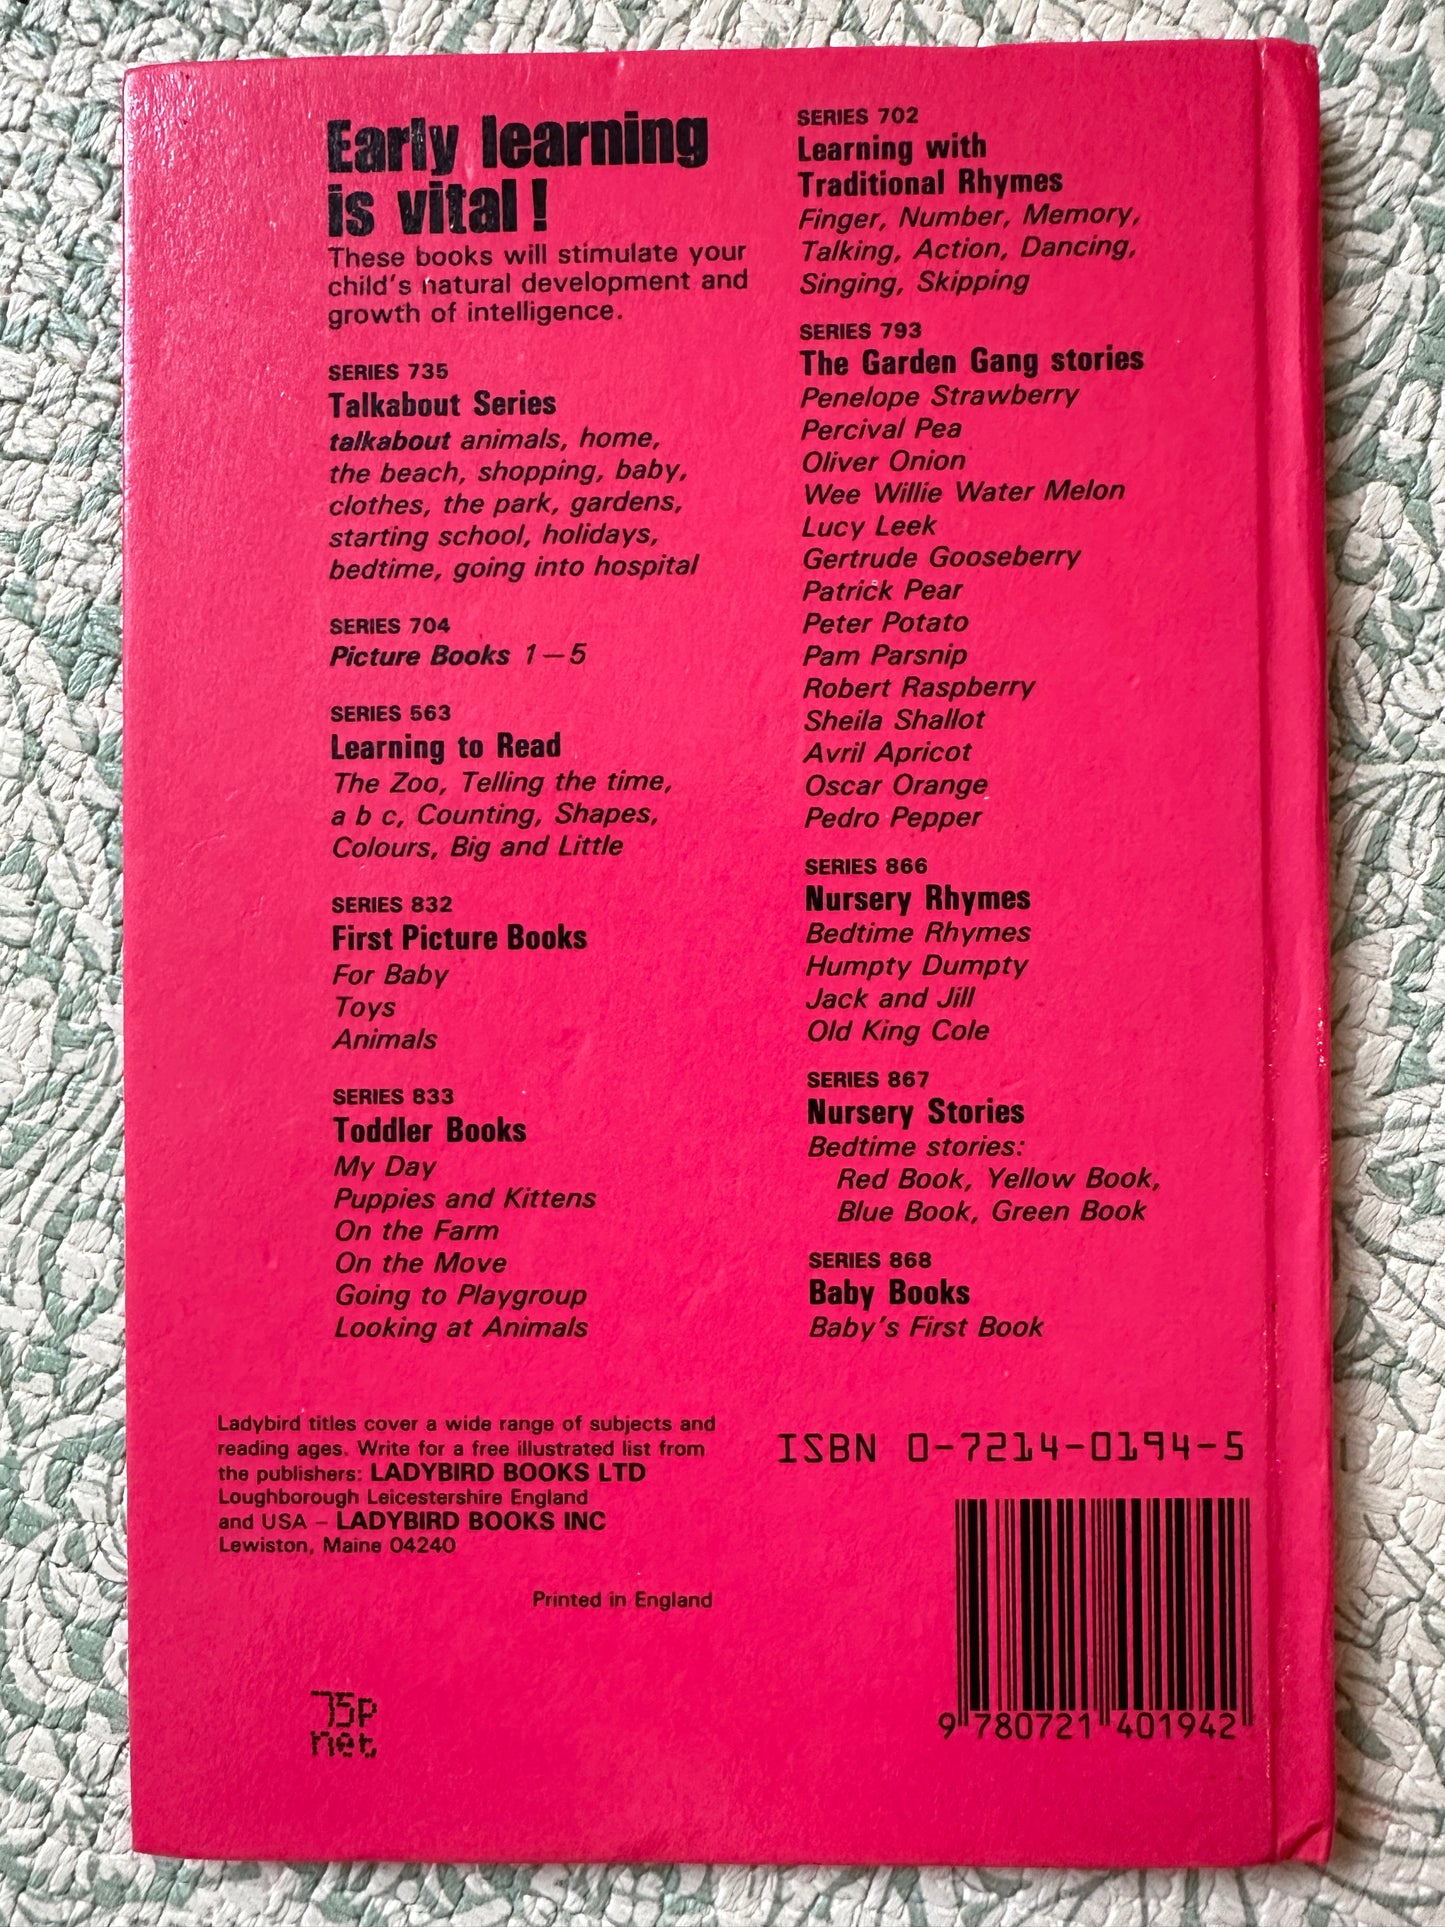 Early learning
is vital!
These books will stimulate your
child's natural development and
growth of intelligence.
SERIES 735
Talkabout Series
talkabout animals, home,
the beach, shopping, baby,
clothes, the park, gardens,
starting school, holidays,
bedtime, going into hospital
SERIES 704
Picture Books 1–5
SERIES 563
Learning to Read
The Zoo, Telling the time,
a b c, Counting, Shapes,
Colours, Big and Little
SERIES 832
First Picture Books
For Baby
Toys
Animals
SERIES 833
Toddler Books
My Day
Puppies and Kittens
On the Farm
On the Move
Going to Playgroup
Looking at Animals
SERIES 702
Learning with
Traditional Rhymes
Finger, Number, Memory,
Talking, Action, Dancing,
Singing, Skipping
SERIES 793
The Garden Gang stories
Penelope Strawberry
Percival Pea
Oliver Onion
Wee Willie Water Melon
Lucy Leek
Gertrude Gooseberry
Patrick Pear
Peter Potato
Pam Parsnip
Robert Raspberry
Sheila Shallot
Avril Apricot
Oscar Orange
Pedro Pepper
SERIES 866
Nursery Rhymes
Bedtime Rhymes
Humpty Dumpty
Jack and Jill
Old King Cole
SERIES 867
Nursery Stories
Bedtime stories:
Red Book, Yellow Book,
Blue Book, Green Book
SERIES 868
Baby Books
Baby's First Book
Ladybird titles cover a wide range of subjects and
reading ages. Write for a free illustrated list from
the publishers: LADYBIRD BOOKS LTD
Loughborough Leicestershire England
and USA – LADYBIRD BOOKS INC
Lewiston, Maine 04240
Printed in England
75p
net
ISBN 0-7214-0194-5
9 780721 401942